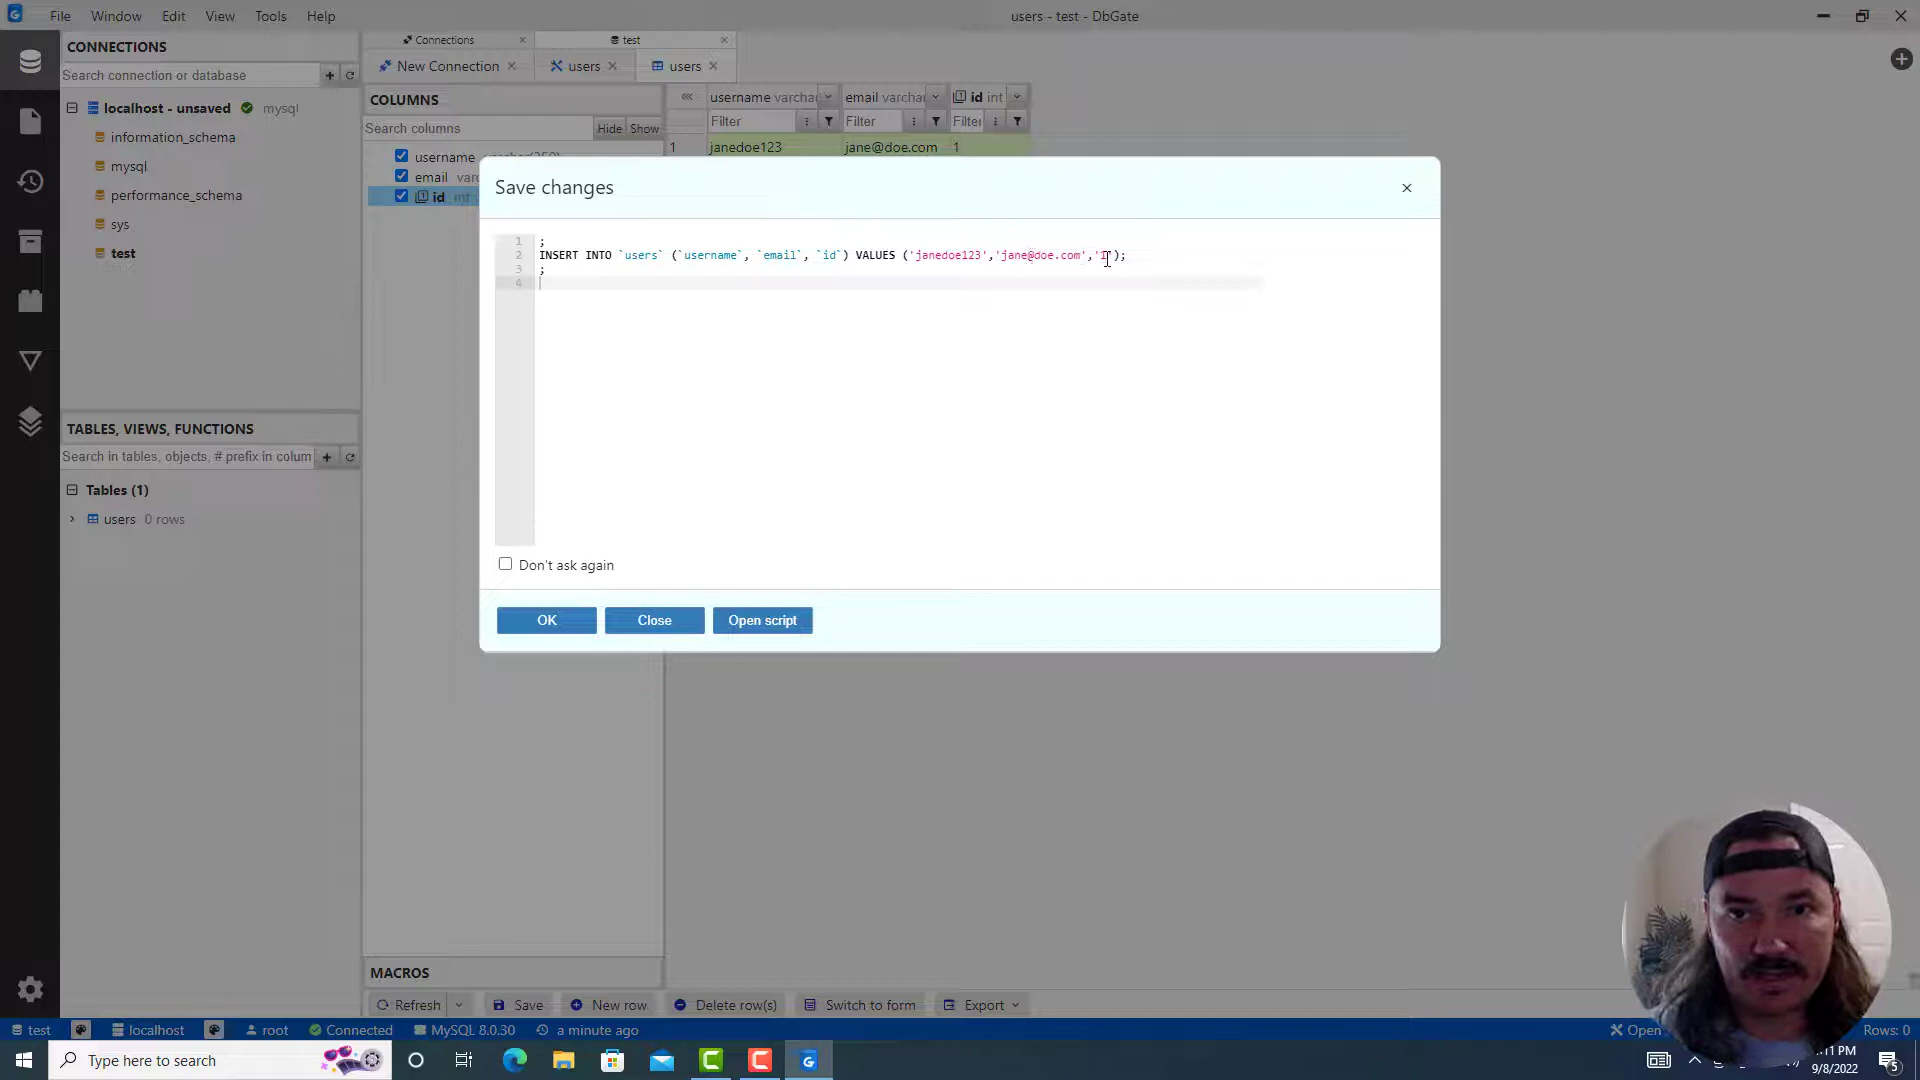 File Window Edit View Tools Help
users - test - DbGate
CONNECTIONS
Search connection or database
localhost - unsaved mysql
information_schema
mysql
performance_schema
sys
test
TABLES, VIEWS, FUNCTIONS
Search in tables, objects, # prefix in colum
Tables (1)
users 0 rows
Connections
test
New Connection
users
users
COLUMNS
Search columns
Hide Show
username varchar(250)
email
id int
username varchar
email varchar
id int
Filter
Filter
Filter
1 janedoe123 jane@doe.com 1
Save changes
1 ;
2 INSERT INTO `users` (`username`, `email`, `id`) VALUES ('janedoe123','jane@doe.com','1');
3 ;
4
Don't ask again
OK Close Open script
MACROS
Refresh Save New row Delete row(s) Switch to form Export
test localhost root Connected MySQL 8.0.30 a minute ago
Open
Rows: 0
Type here to search
:11 PM
9/8/2022
5